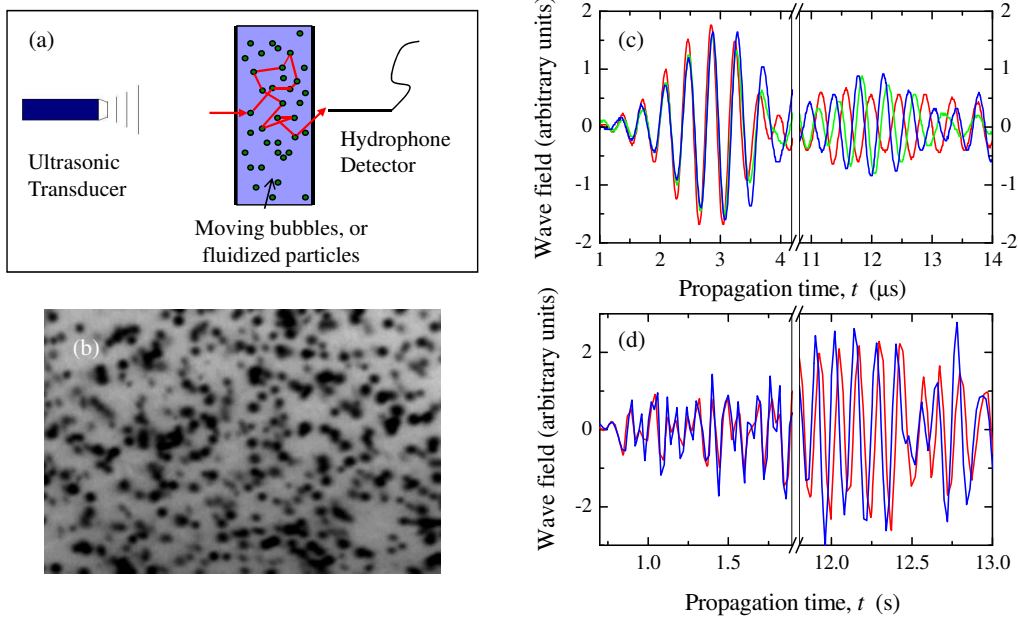 (a)
Ultrasonic
Transducer
Hydrophone
Detector
Moving bubbles, or
fluidized particles
(b)
(c)
Wave field (arbitrary units)
2
1
0
-1
-2
2
1
0
-1
-2
1 2 3 4 11 12 13 14
Propagation time, t (μs)
(d)
Wave field (arbitrary units)
2
0
-2
1.0 1.5 12.0 12.5 13.0
Propagation time, t (s)